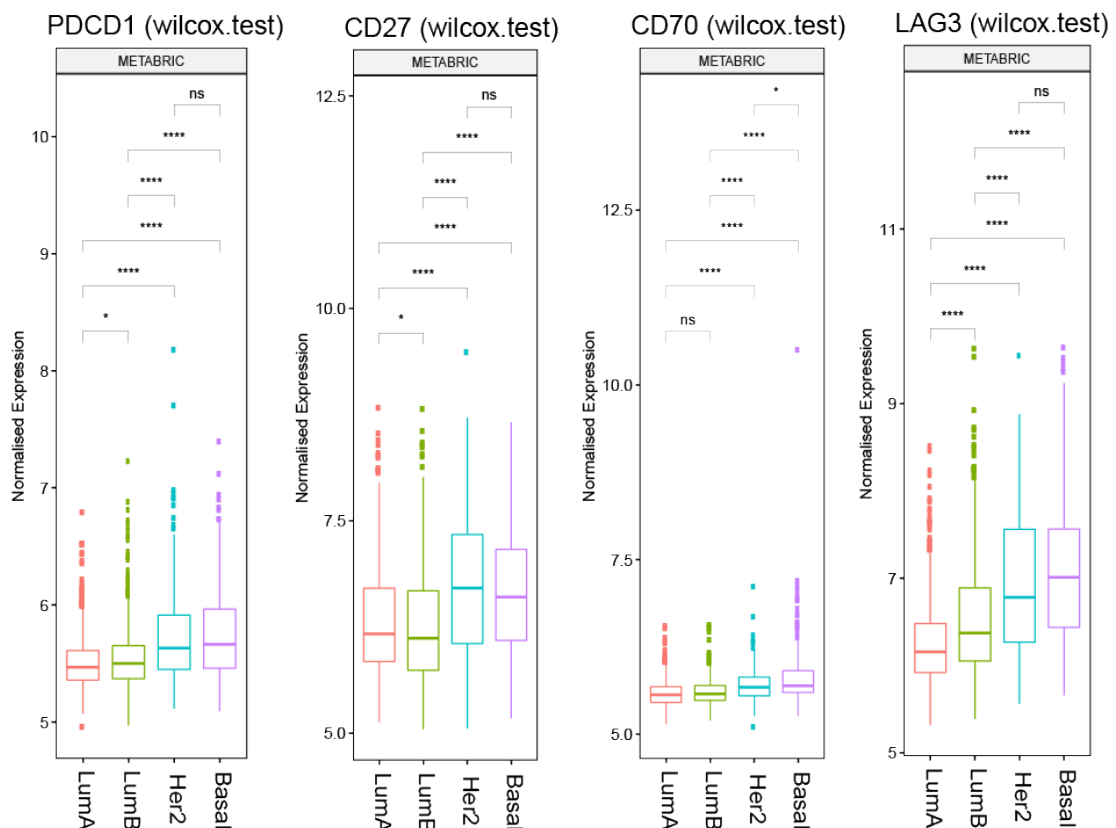 PDCD1 (wilcox.test)
METABRIC
ns
****
****
****
****
*
10
9
8
7
6
5
Normalised Expression
LumA
LumB
Her2
Basal
CD27 (wilcox.test)
METABRIC
ns
****
****
****
****
*
12.5
10.0
7.5
5.0
Normalised Expression
LumA
LumB
Her2
Basal
CD70 (wilcox.test)
METABRIC
*
****
****
****
****
ns
12.5
10.0
7.5
5.0
Normalised Expression
LumA
LumB
Her2
Basal
LAG3 (wilcox.test)
METABRIC
ns
****
****
****
****
****
11
9
7
5
Normalised Expression
LumA
LumB
Her2
Basal